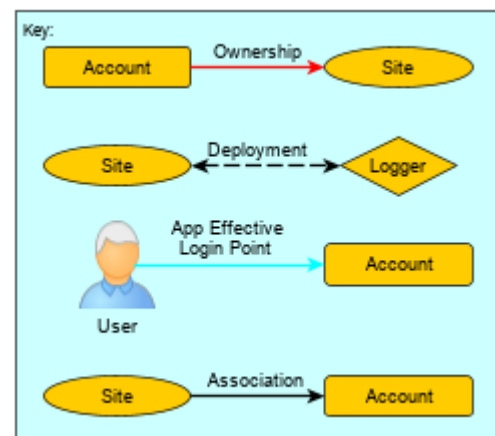 Key:
Ownership
Account
Site
Deployment
Site
Logger
App Effective
Login Point
Account
User
Association
Site
Account